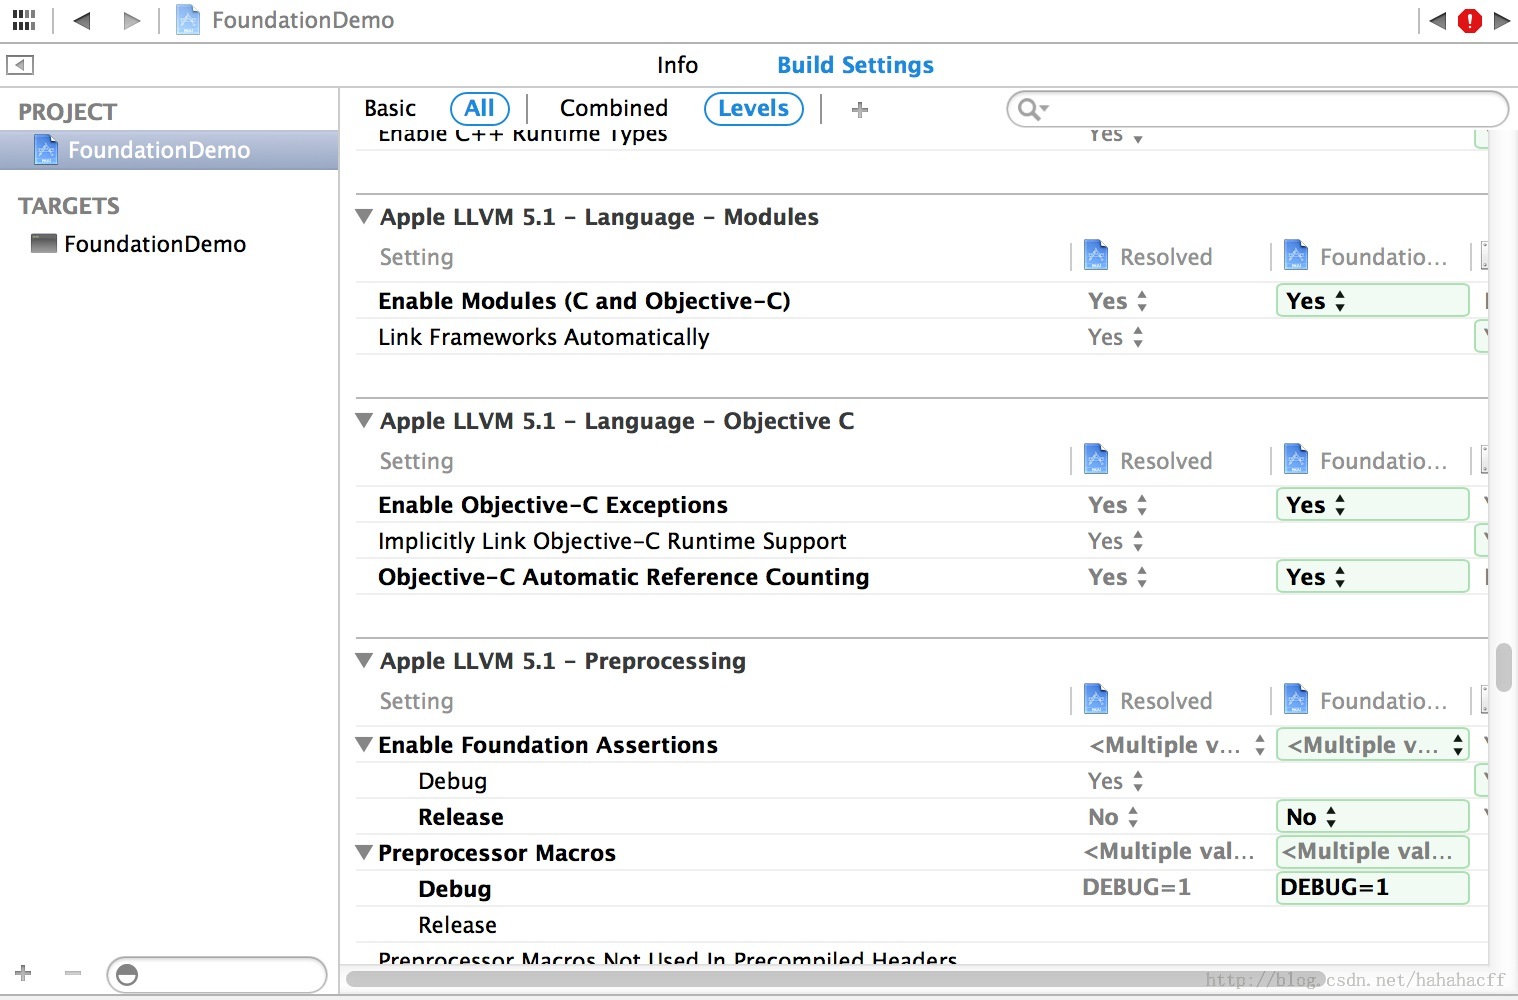 FoundationDemo
Info Build Settings
PROJECT
FoundationDemo
TARGETS
FoundationDemo
Basic All Combined Levels
Enable C++ Runtime Types Yes
Apple LLVM 5.1 – Language – Modules
Setting Resolved Foundatio...
Enable Modules (C and Objective-C) Yes Yes
Link Frameworks Automatically Yes
Apple LLVM 5.1 – Language – Objective C
Setting Resolved Foundatio...
Enable Objective-C Exceptions Yes Yes
Implicitly Link Objective-C Runtime Support Yes
Objective-C Automatic Reference Counting Yes Yes
Apple LLVM 5.1 – Preprocessing
Setting Resolved Foundatio...
Enable Foundation Assertions <Multiple v... <Multiple v...
Debug Yes
Release No No
Preprocessor Macros <Multiple val... <Multiple val...
Debug DEBUG=1 DEBUG=1
Release
Preprocessor Macros Not Used In Precompiled Headers
http://blog.csdn.net/hahahacff